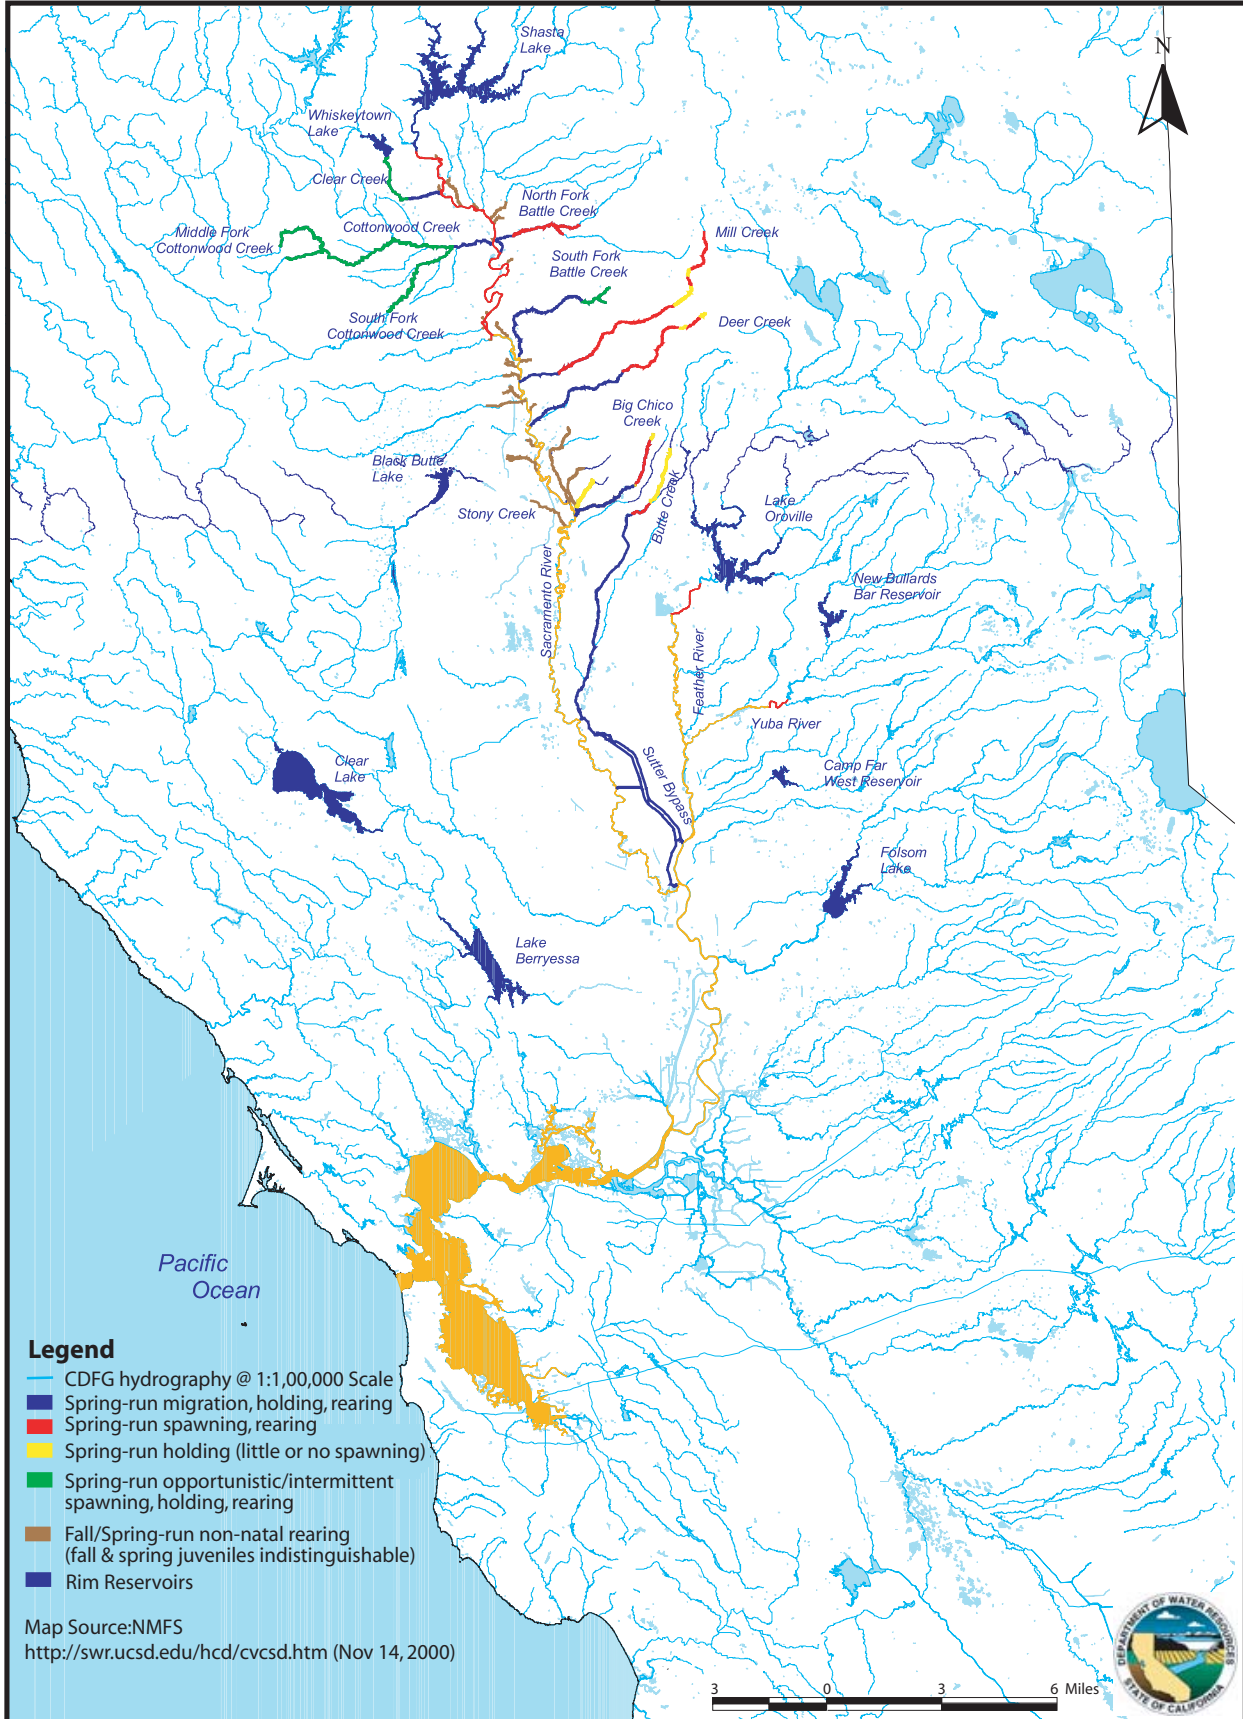 N
Shasta
Lake
Whiskeytown
Lake
Clear Creek
North Fork
Battle Creek
Middle Fork
Cottonwood Creek
Cottonwood Creek
Mill Creek
South Fork
Battle Creek
South Fork
Cottonwood Creek
Deer Creek
Big Chico
Creek
Black Butte
Lake
Stony Creek
Butte Creek
Lake
Oroville
Sacramento River
New Bullards
Bar Reservoir
Feather River
Yuba River
Sutter Bypass
Clear
Lake
Camp Far
West Reservoir
Folsom
Lake
Lake
Berryessa
Pacific
Ocean
Legend
CDFG hydrography @ 1:1,00,000 Scale
Spring-run migration, holding, rearing
Spring-run spawning, rearing
Spring-run holding (little or no spawning)
Spring-run opportunistic/intermittent
spawning, holding, rearing
Fall/Spring-run non-natal rearing
(fall & spring juveniles indistinguishable)
Rim Reservoirs
Map Source:NMFS
http://swr.ucsd.edu/hcd/cvcsd.htm (Nov 14, 2000)
3 0 3 6 Miles
DEPARTMENT OF WATER RESOURCES
STATE OF CALIFORNIA